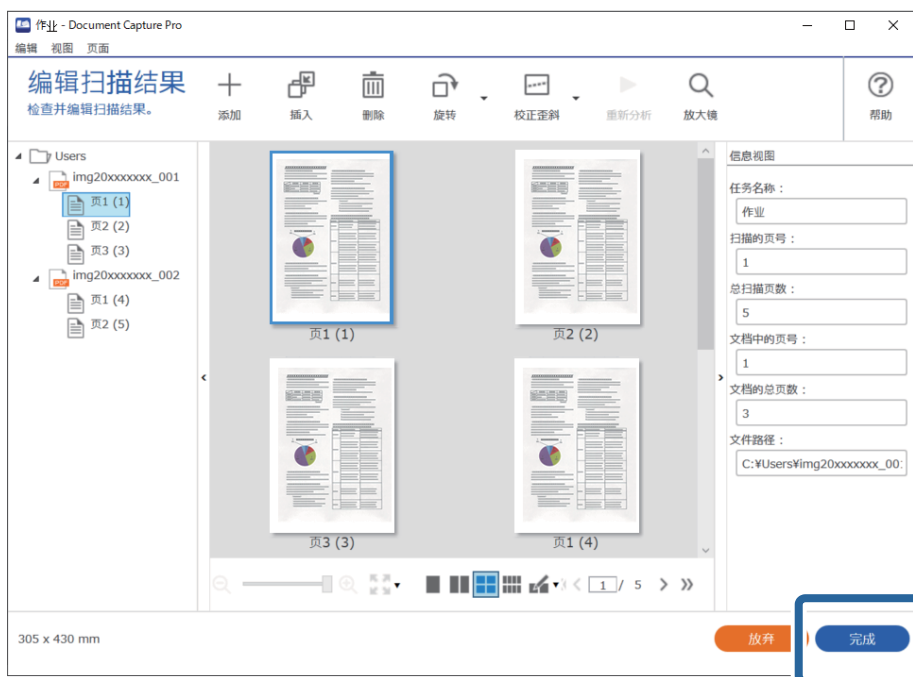 作业 - Document Capture Pro
编辑 视图 页面
编辑扫描结果
检查并编辑扫描结果。
添加 插入 删除 旋转 校正歪斜 重新分析 放大镜 帮助
Users
img20xxxxxxx_001
页1 (1)
页2 (2)
页3 (3)
img20xxxxxxx_002
页1 (4)
页2 (5)
页1 (1)
页2 (2)
页3 (3)
页1 (4)
1 / 5
信息视图
任务名称：
作业
扫描的页号：
1
总扫描页数：
5
文档中的页号：
1
文档的总页数：
3
文件路径：
C:¥Users¥img20xxxxxxx_00
305 x 430 mm
放弃 完成